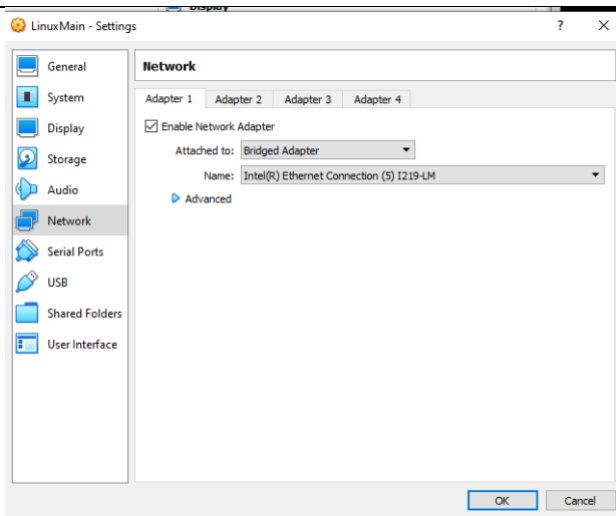 Display
LinuxMain - Settings
General
System
Display
Storage
Audio
Network
Serial Ports
USB
Shared Folders
User Interface
Network
Adapter 1 Adapter 2 Adapter 3 Adapter 4
Enable Network Adapter
Attached to: Bridged Adapter
Name: Intel(R) Ethernet Connection (5) I219-LM
Advanced
OK Cancel